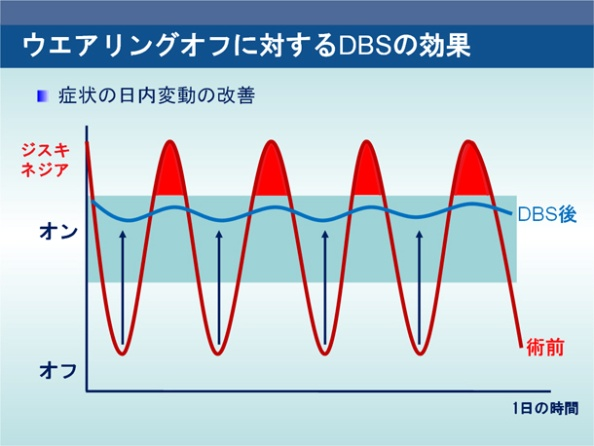 ウエアリングオフに対するDBSの効果
症状の日内変動の改善
ジスキ
ネジア
オン
DBS後
術前
オフ
1日の時間